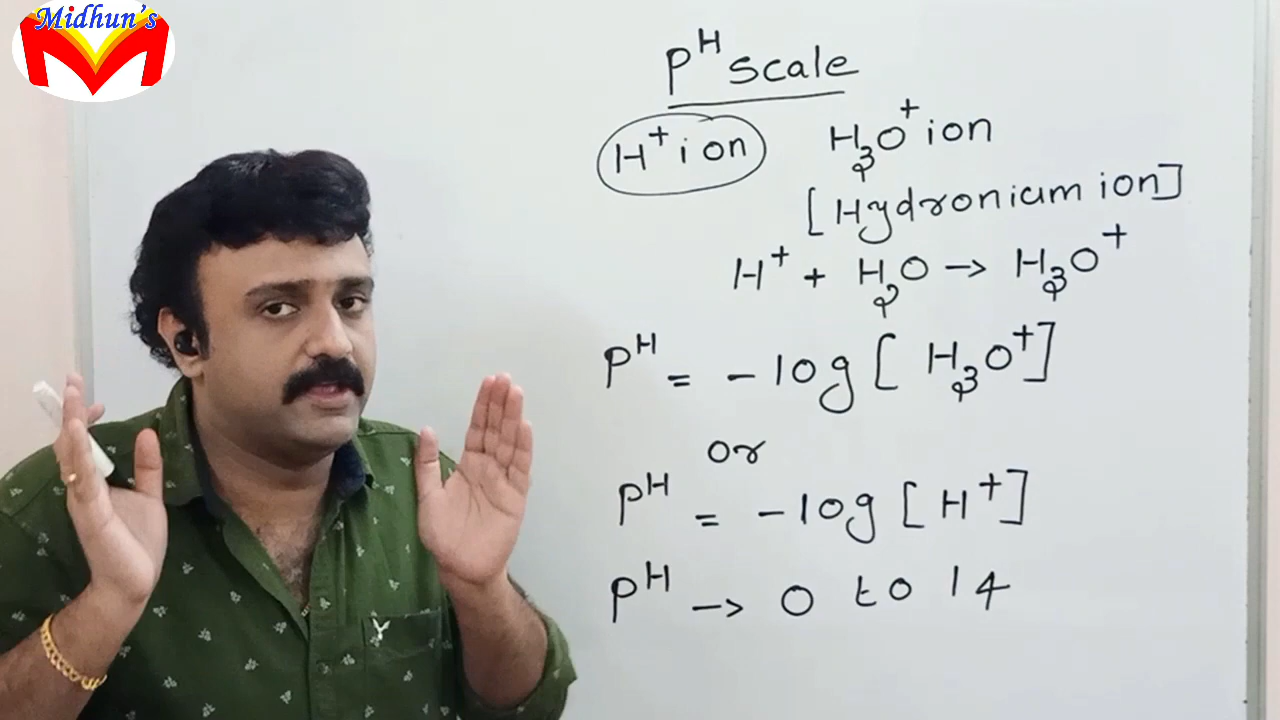 Midhun's
pH scale
H⁺ ion H₃O⁺ ion
[Hydronium ion]
H⁺ + H₂O → H₃O⁺
pH = -log [H₃O⁺]
or
pH = -log [H⁺]
pH → 0 to 14